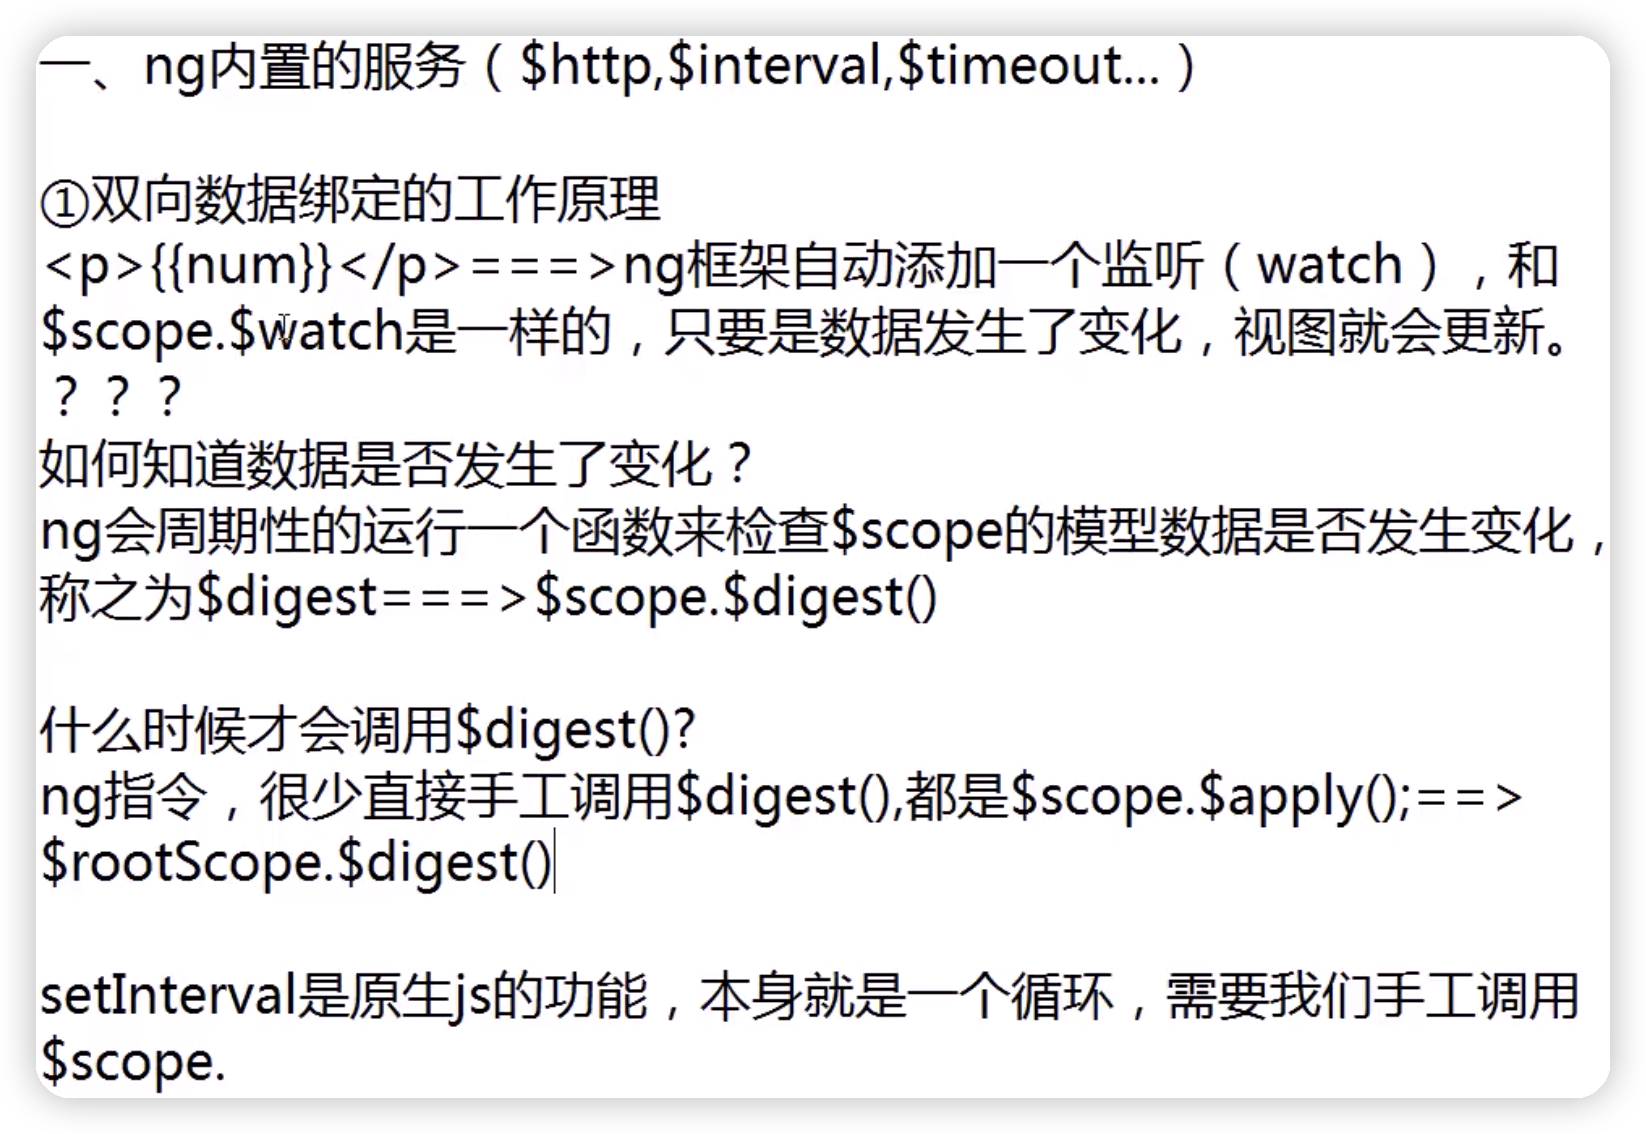 一、ng内置的服务（$http,$interval,$timeout...）
①双向数据绑定的工作原理
<p>{{num}}</p>===>ng框架自动添加一个监听（watch），和
$scope.$watch是一样的，只要是数据发生了变化，视图就会更新。
？？？
如何知道数据是否发生了变化？
ng会周期性的运行一个函数来检查$scope的模型数据是否发生变化，
称之为$digest===>$scope.$digest()
什么时候才会调用$digest()?
ng指令，很少直接手工调用$digest(),都是$scope.$apply();==>
$rootScope.$digest()
setInterval是原生js的功能，本身就是一个循环，需要我们手工调用
$scope.